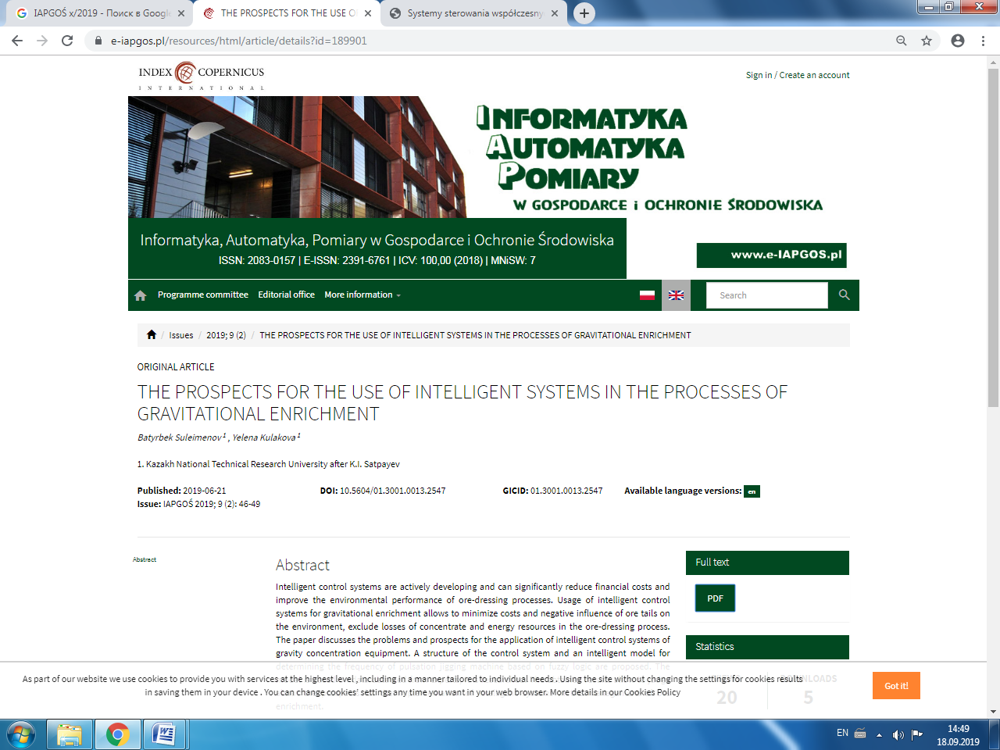 IAPGOŚ x/2019 - Поиск в Google
THE PROSPECTS FOR THE USE O
Systemy sterowania współczesny
e-iapgos.pl/resources/html/article/details?id=189901
INDEX COPERNICUS
INTERNATIONAL
Sign in / Create an account
INFORMATYKA
AUTOMATYKA
POMIARY
W GOSPODARCE I OCHRONIE ŚRODOWISKA
Informatyka, Automatyka, Pomiary w Gospodarce i Ochronie Środowiska
ISSN: 2083-0157 | E-ISSN: 2391-6761 | ICV: 100,00 (2018) | MNiSW: 7
www.e-IAPGOS.pl
Programme committee Editorial office More information
Search
/ Issues / 2019; 9 (2) / THE PROSPECTS FOR THE USE OF INTELLIGENT SYSTEMS IN THE PROCESSES OF GRAVITATIONAL ENRICHMENT
ORIGINAL ARTICLE
THE PROSPECTS FOR THE USE OF INTELLIGENT SYSTEMS IN THE PROCESSES OF
GRAVITATIONAL ENRICHMENT
Batyrbek Suleimenov 1 , Yelena Kulakova 1
1. Kazakh National Technical Research University after K.I. Satpayev
Published: 2019-06-21 DOI: 10.5604/01.3001.0013.2547 GICID: 01.3001.0013.2547 Available language versions: en
Issue: IAPGOŚ 2019; 9 (2): 46-49
Abstract
Abstract
Intelligent control systems are actively developing and can significantly reduce financial costs and
improve the environmental performance of ore-dressing processes. Usage of intelligent control
systems for gravitational enrichment allows to minimize costs and negative influence of ore tails on
the environment, exclude losses of concentrate and energy resources in the ore-dressing process.
The paper discusses the problems and prospects for the application of intelligent control systems of
gravity concentration equipment. A structure of the control system and an intelligent model for
determining the frequency of pulsation jigging machine based on fuzzy logic are proposed. The
enrichment.
Full text
PDF
Statistics
DOWNLOADS
20 5
As part of our website we use cookies to provide you with services at the highest level , including in a manner tailored to individual needs . Using the site without changing the settings for cookies results
in saving them in your device . You can change cookies' settings any time you want in your web browser. More details in our Cookies Policy
Got it!
EN
14:49
18.09.2019